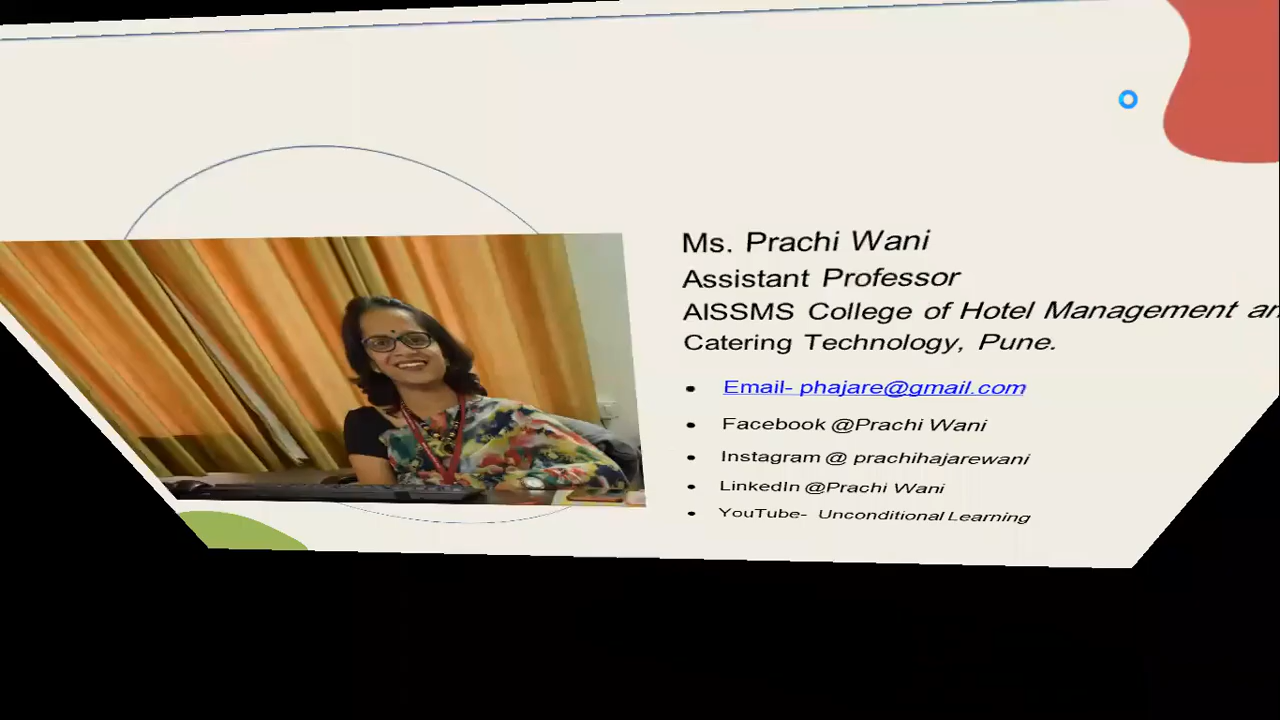 Ms. Prachi Wani
Assistant Professor
AISSMS College of Hotel Management
Catering Technology, Pune.
• Email- phajare@gmail.com
• Facebook @Prachi Wani
• Instagram @ prachihajarewani
• LinkedIn @Prachi Wani
• YouTube- Unconditional Learning